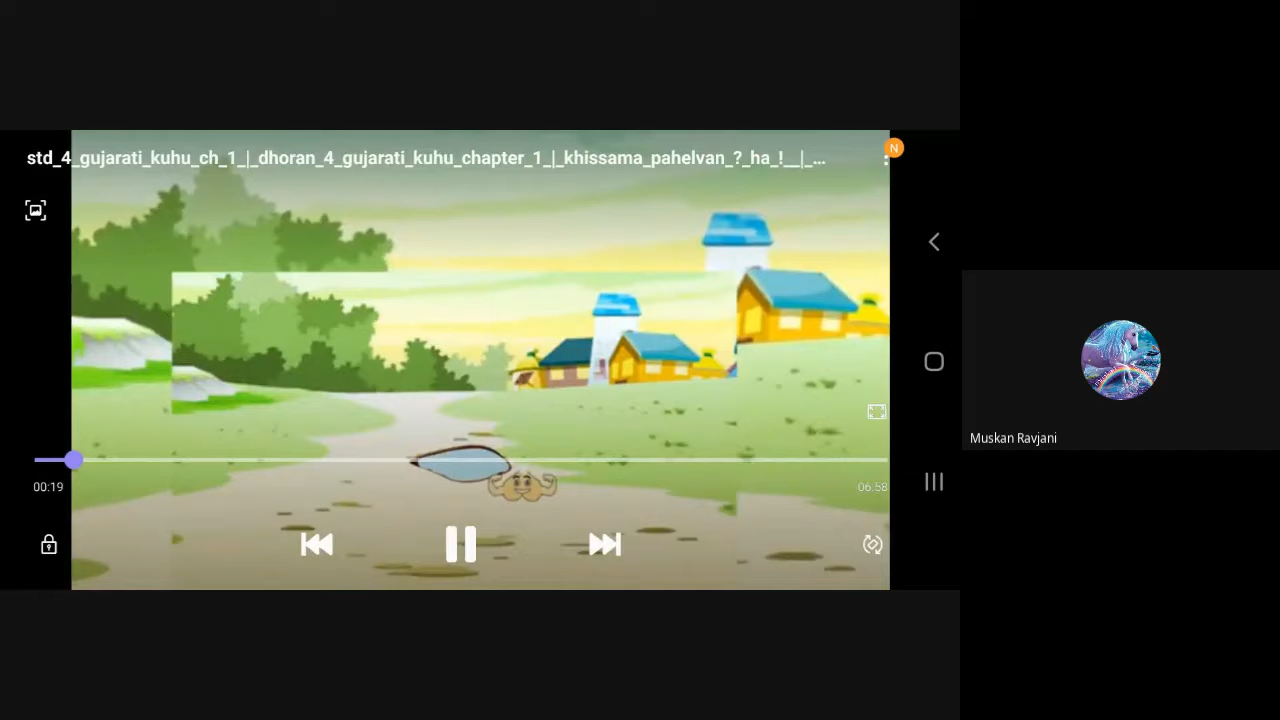 std_4_gujarati_kuhu_ch_1_|_dhoran_4_gujarati_kuhu_chapter_1_|_khissama_pahelvan_?_ha_!__|_...
N
00:19
06:58
Muskan Ravjani